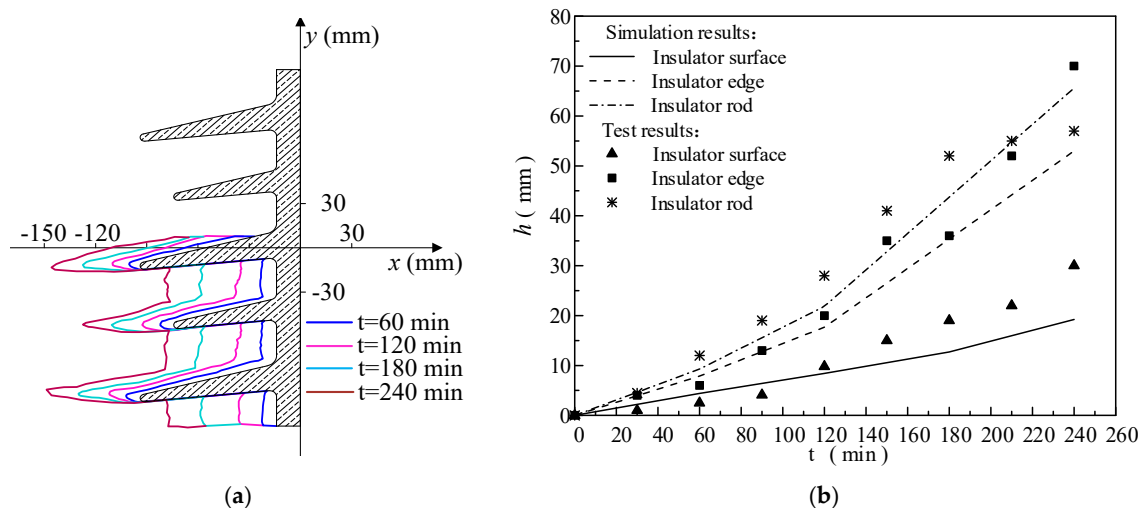 y (mm)
30
-150 -120
30
x (mm)
-30
t=60 min
t=120 min
t=180 min
t=240 min
(a)
80
70
60
50
40
30
20
10
0
h ( mm )
Simulation results：
Insulator surface
Insulator edge
Insulator rod
Test results：
Insulator surface
Insulator edge
Insulator rod
0 20 40 60 80 100 120 140 160 180 200 210 240 260
t ( min )
(b)